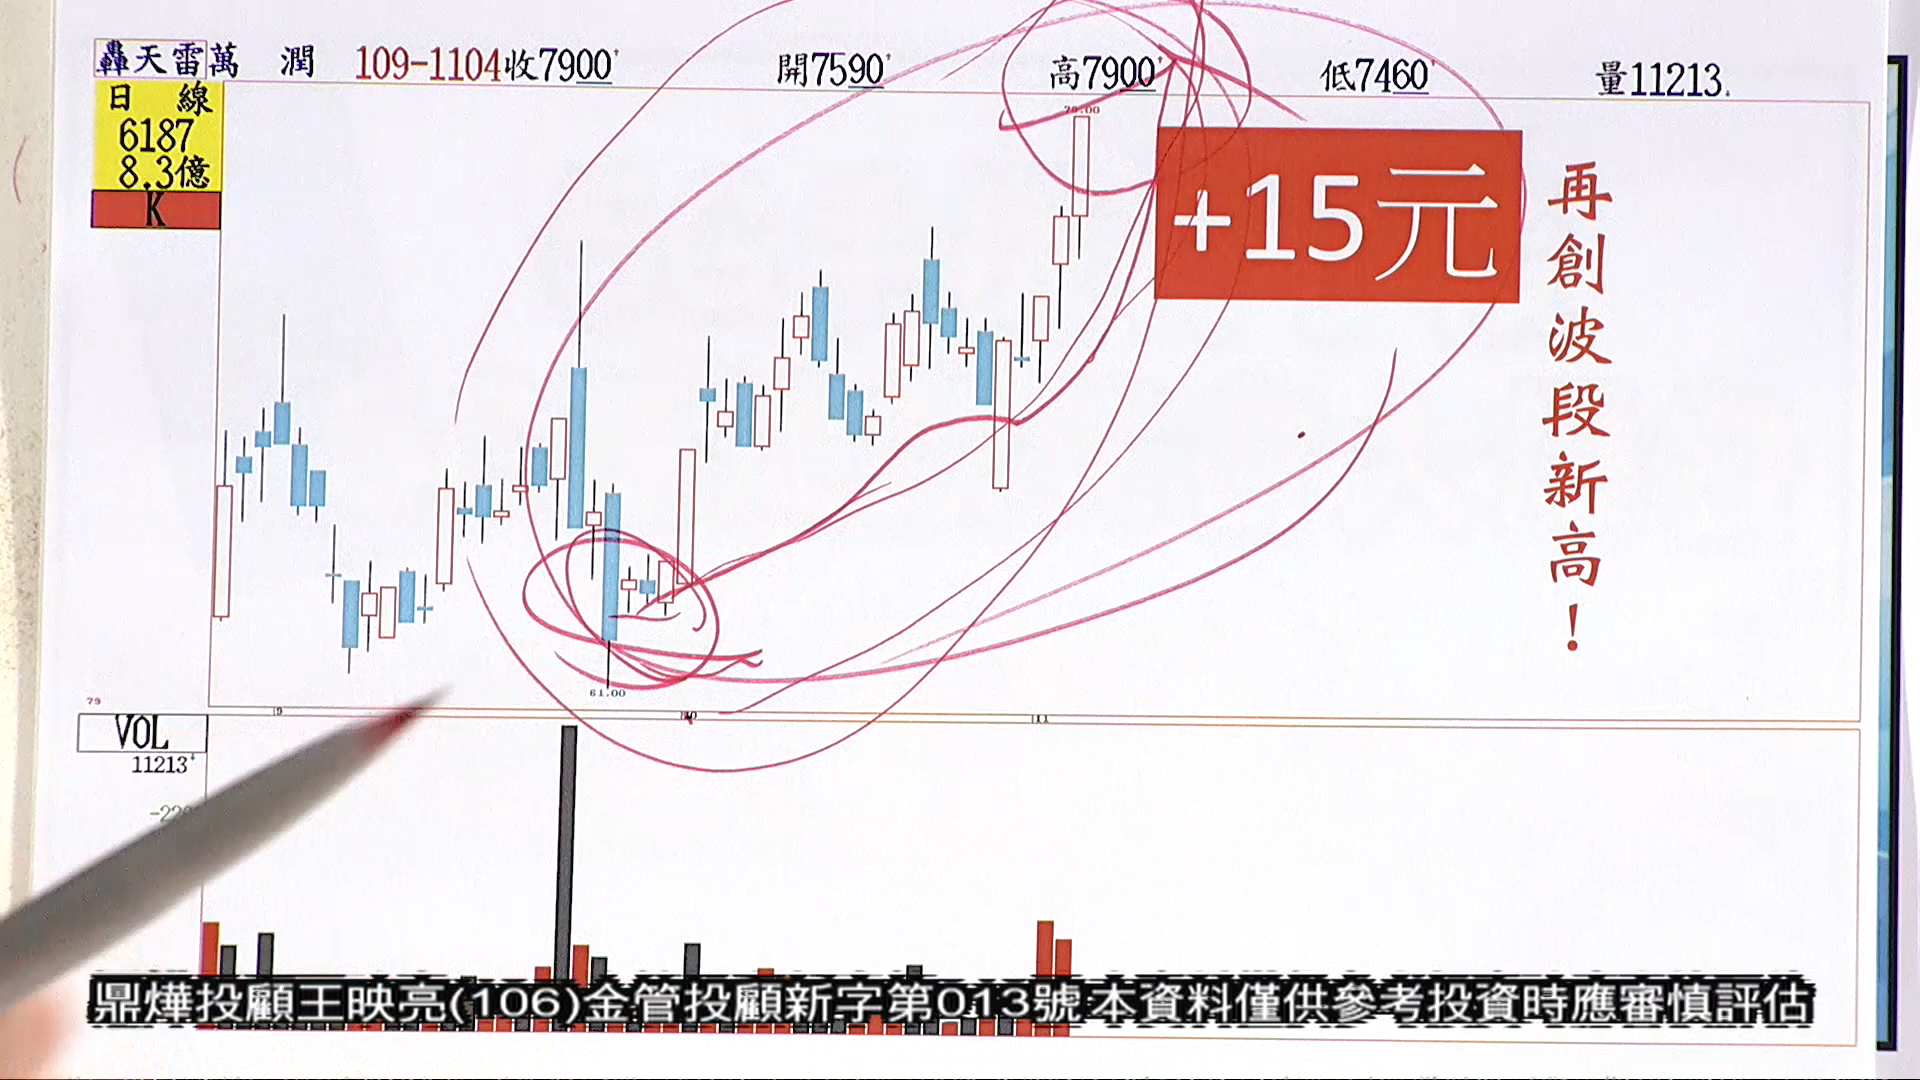 轟天雷萬 潤 109-1104收7900 開7590 高7900 低7460 量11213
日 線
6187
8.3億
K
79.00
+15元
再創波段新高！
61.00
79
9 10 11
VOL
11213
鼎燁投顧王映亮(106)金管投顧新字第013號本資料僅供參考投資時應審慎評估